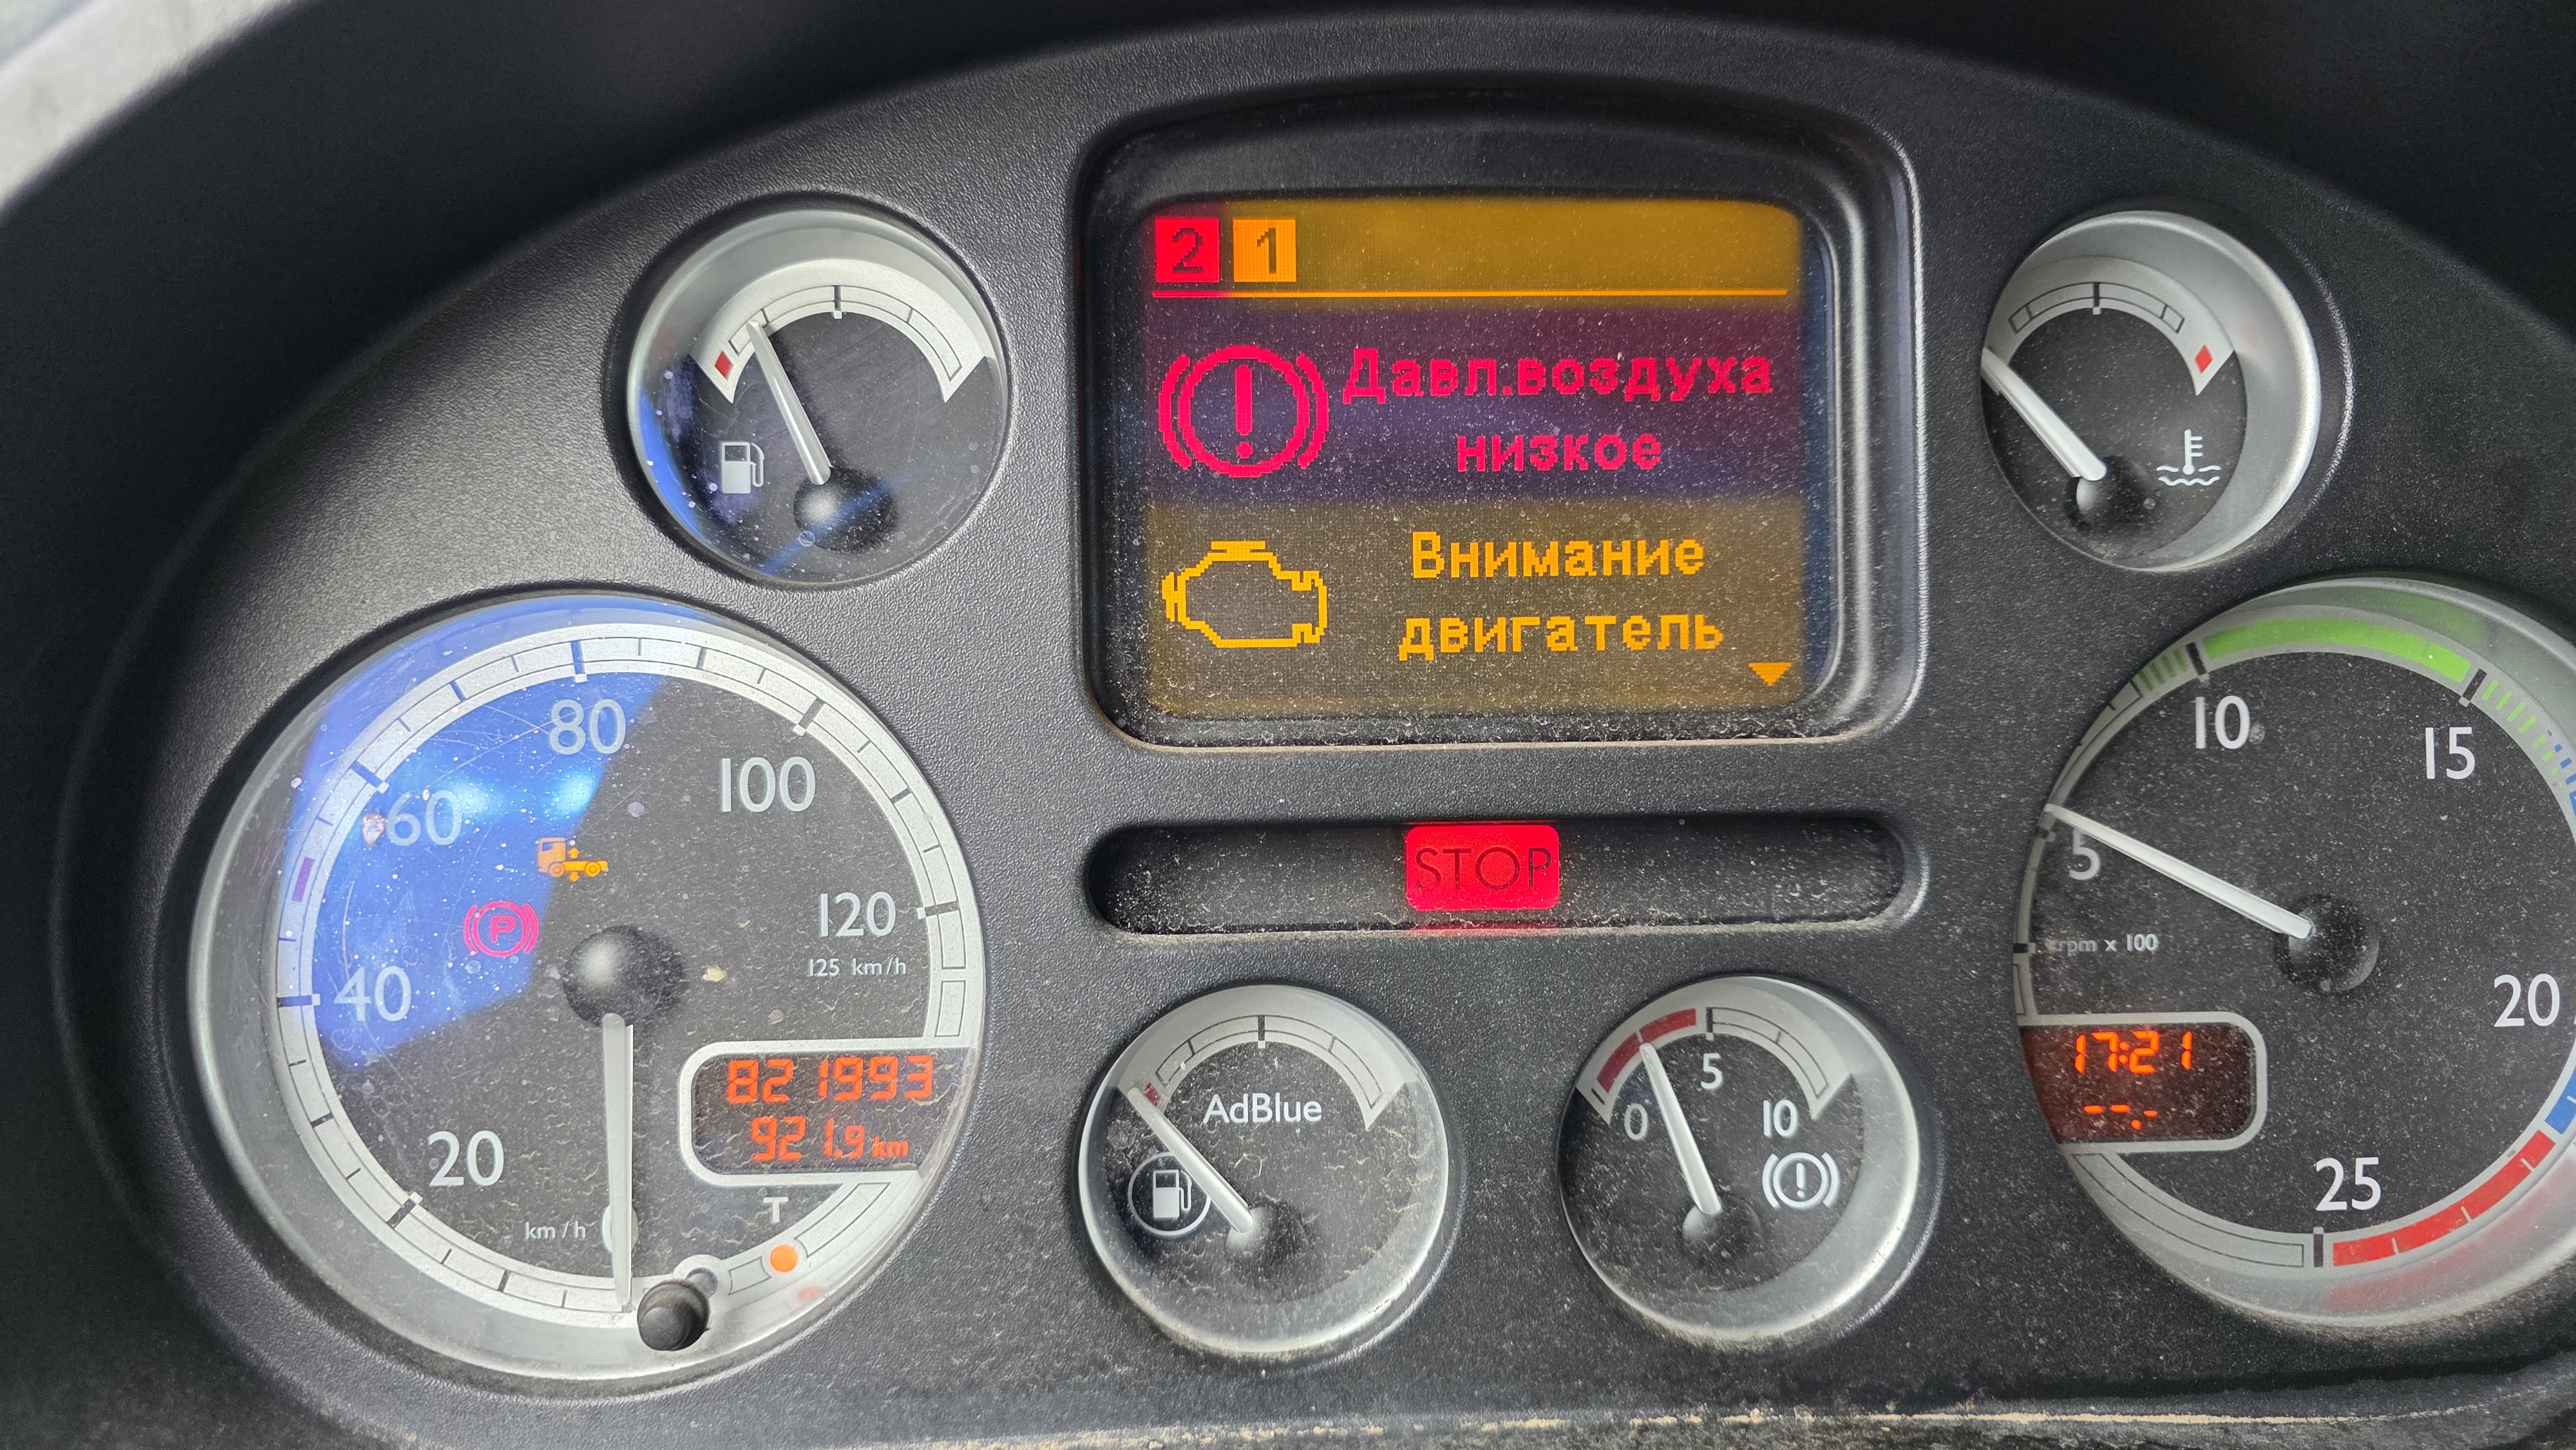 2 1
Давл.воздуха
низкое
Внимание
двигатель
STOP
20
40
60
80
100
120
125 km/h
km/h
0
821993
921.9 km
T
P
AdBlue
0
5
10
5
10
15
20
25
rpm x 100
17:21
--.-